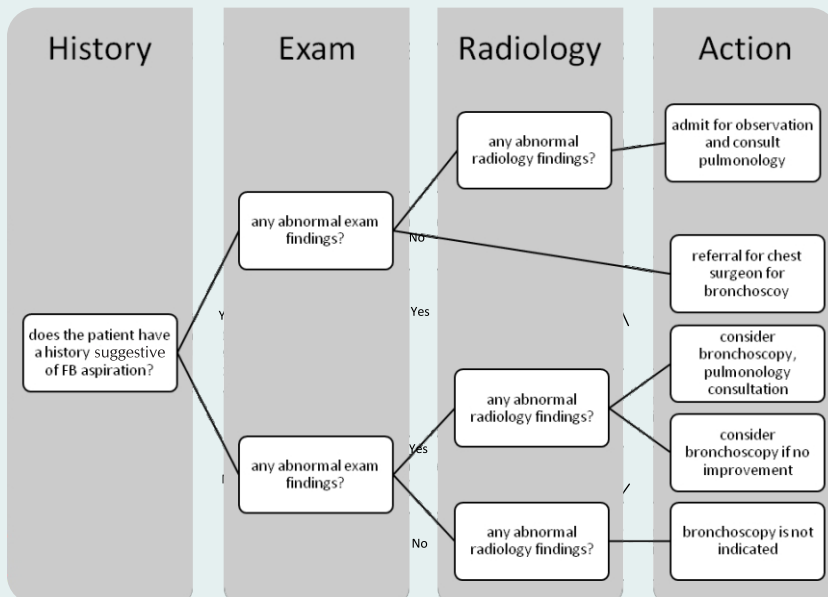 History
Exam
Radiology
Action
any abnormal
radiology findings?
admit for observation
and consult
pulmonology
any abnormal exam
findings?
No
referral for chest
surgeon for
bronchoscoy
Yes
does the patient have
a history suggestive
of FB aspiration?
consider
bronchoscopy,
pulmonology
consultation
any abnormal
radiology findings?
Yes
any abnormal exam
findings?
consider
bronchoscopy if no
improvement
any abnormal
radiology findings?
No
bronchoscopy is not
indicated